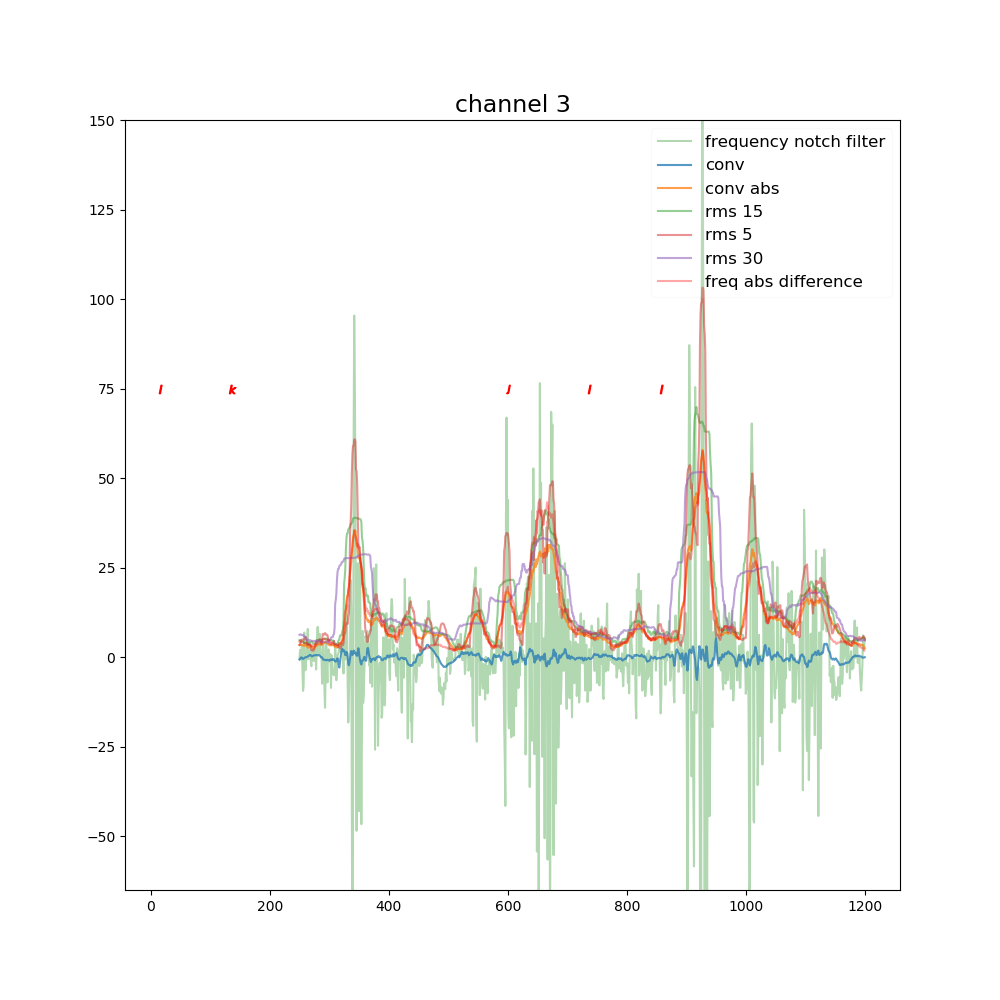 channel 3
150
125
100
75
50
25
0
−25
−50
frequency notch filter
conv
conv abs
rms 15
rms 5
rms 30
freq abs difference
l k J l l
0 200 400 600 800 1000 1200